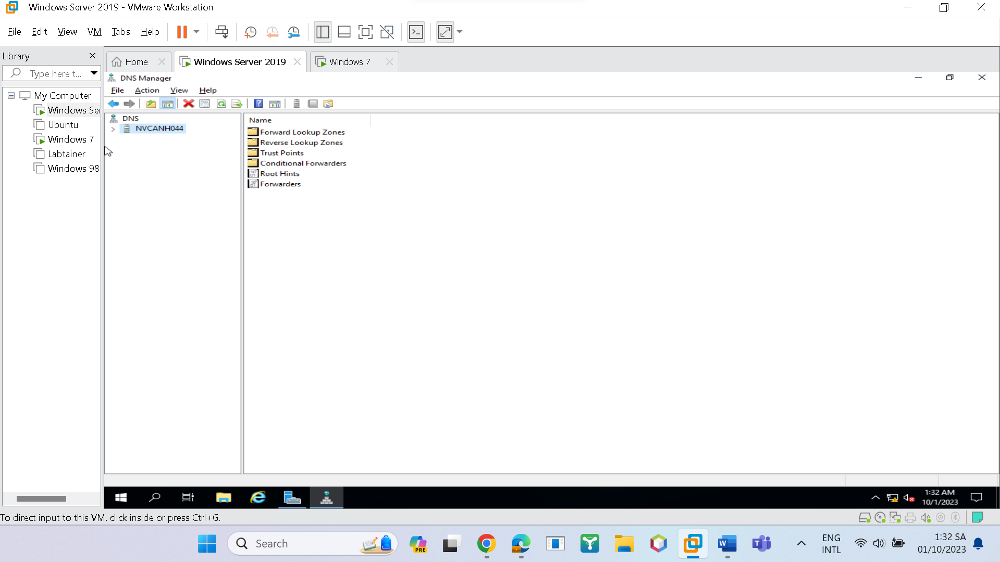 Windows Server 2019 - VMware Workstation
File Edit View VM Tabs Help
Library
Type here t...
My Computer
Windows Ser
Ubuntu
Windows 7
Labtainer
Windows 98
Home
Windows Server 2019
Windows 7
DNS Manager
File Action View Help
DNS
NVCANH044
Name
Forward Lookup Zones
Reverse Lookup Zones
Trust Points
Conditional Forwarders
Root Hints
Forwarders
1:32 AM
10/1/2023
To direct input to this VM, click inside or press Ctrl+G.
Search
PRE
ENG
INTL
1:32 SA
01/10/2023